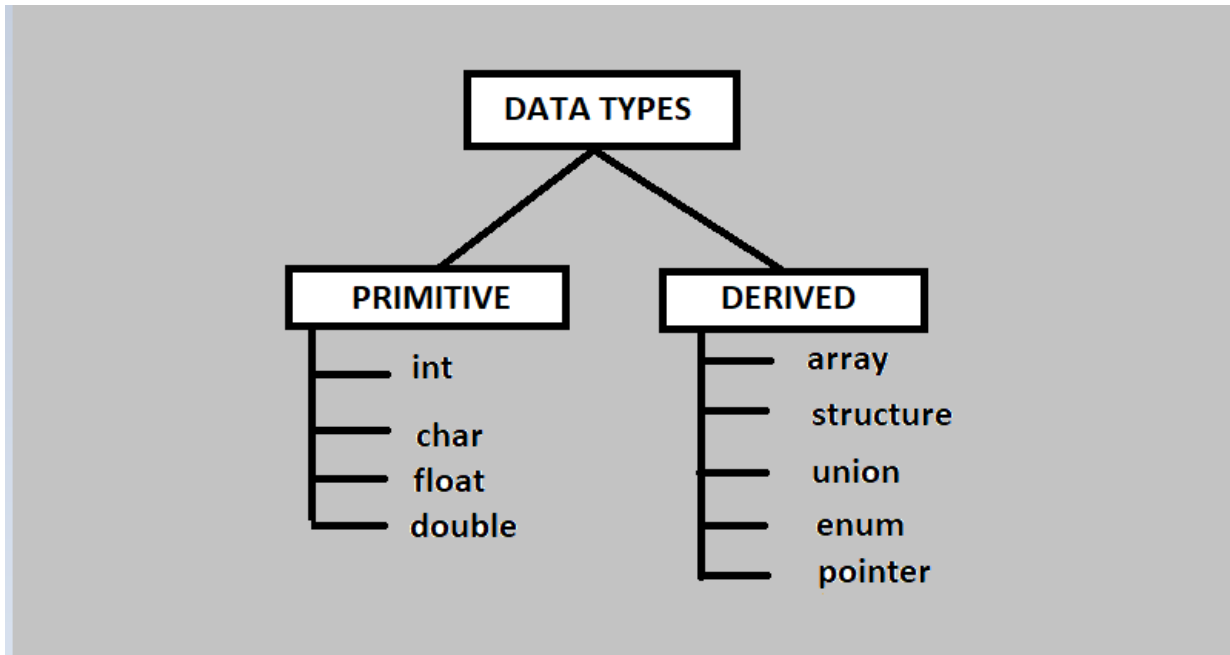 DATA TYPES
PRIMITIVE
int
char
float
double
DERIVED
array
structure
union
enum
pointer